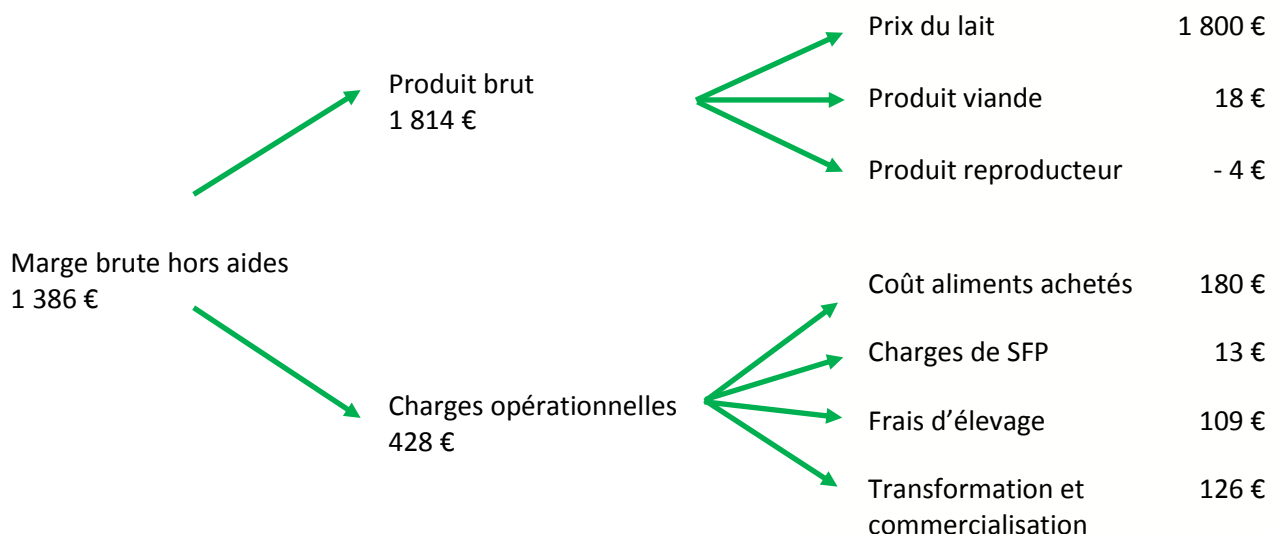 Marge brute hors aides
1 386 €
Produit brut
1 814 €
Prix du lait 1 800 €
Produit viande 18 €
Produit reproducteur - 4 €
Charges opérationnelles
428 €
Coût aliments achetés 180 €
Charges de SFP 13 €
Frais d’élevage 109 €
Transformation et 126 €
commercialisation